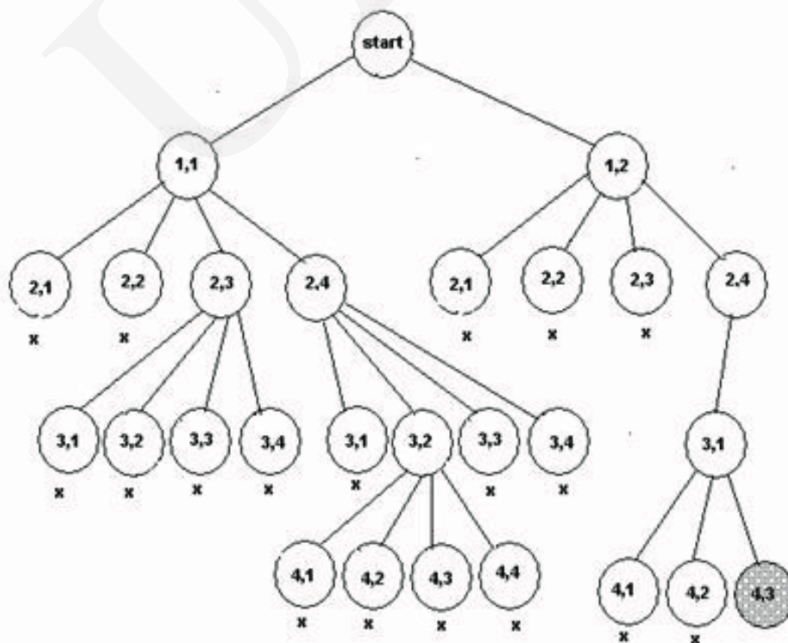 start
1,1 1,2
2,1 2,2 2,3 2,4 2,1 2,2 2,3 2,4
x x x x x
3,1 3,2 3,3 3,4 3,1 3,2 3,3 3,4 3,1
x x x x x x x
4,1 4,2 4,3 4,4 4,1 4,2 4,3
x x x x x x